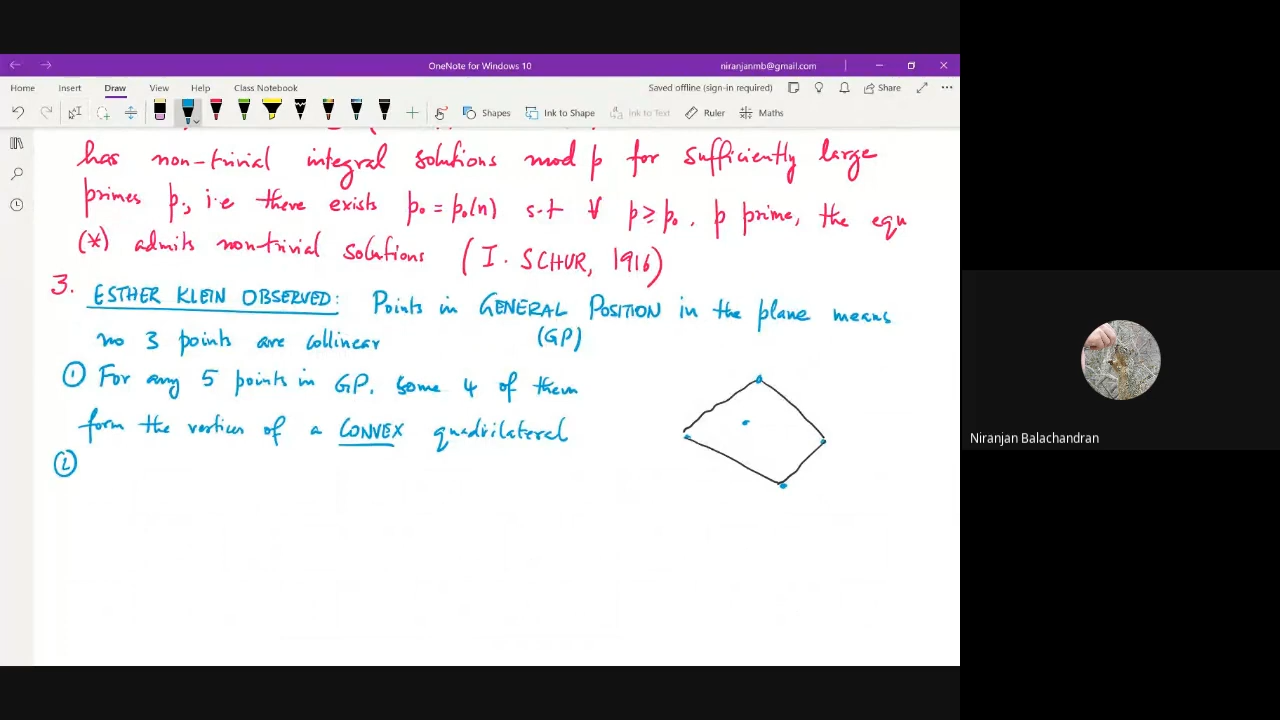 OneNote for Windows 10
niranjanmb@gmail.com
Home Insert Draw View Help Class Notebook
Saved offline (sign-in required)
Share
Shapes Ink to Shape Ink to Text Ruler Maths
has non-trivial integral solutions mod p for sufficiently large
primes p, i.e there exists p₀ = p₀(n) s.t ∀ p ≥ p₀, p prime, the equ
(*) admits nontrivial solutions (I. SCHUR, 1916)
3. ESTHER KLEIN OBSERVED: Points in GENERAL POSITION in the plane means
no 3 points are collinear (GP)
① For any 5 points in GP, some 4 of them
form the vertices of a CONVEX quadrilateral
②
Niranjan Balachandran